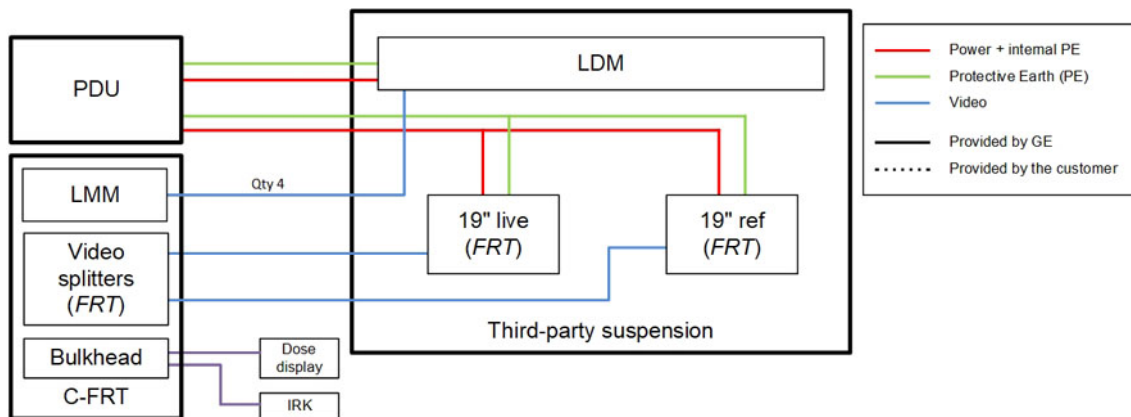 PDU
LDM
LMM
Qty 4
Video
splitters
(FRT)
19" live
(FRT)
19" ref
(FRT)
Third-party suspension
Bulkhead
C-FRT
Dose
display
IRK
Power + internal PE
Protective Earth (PE)
Video
Provided by GE
Provided by the customer